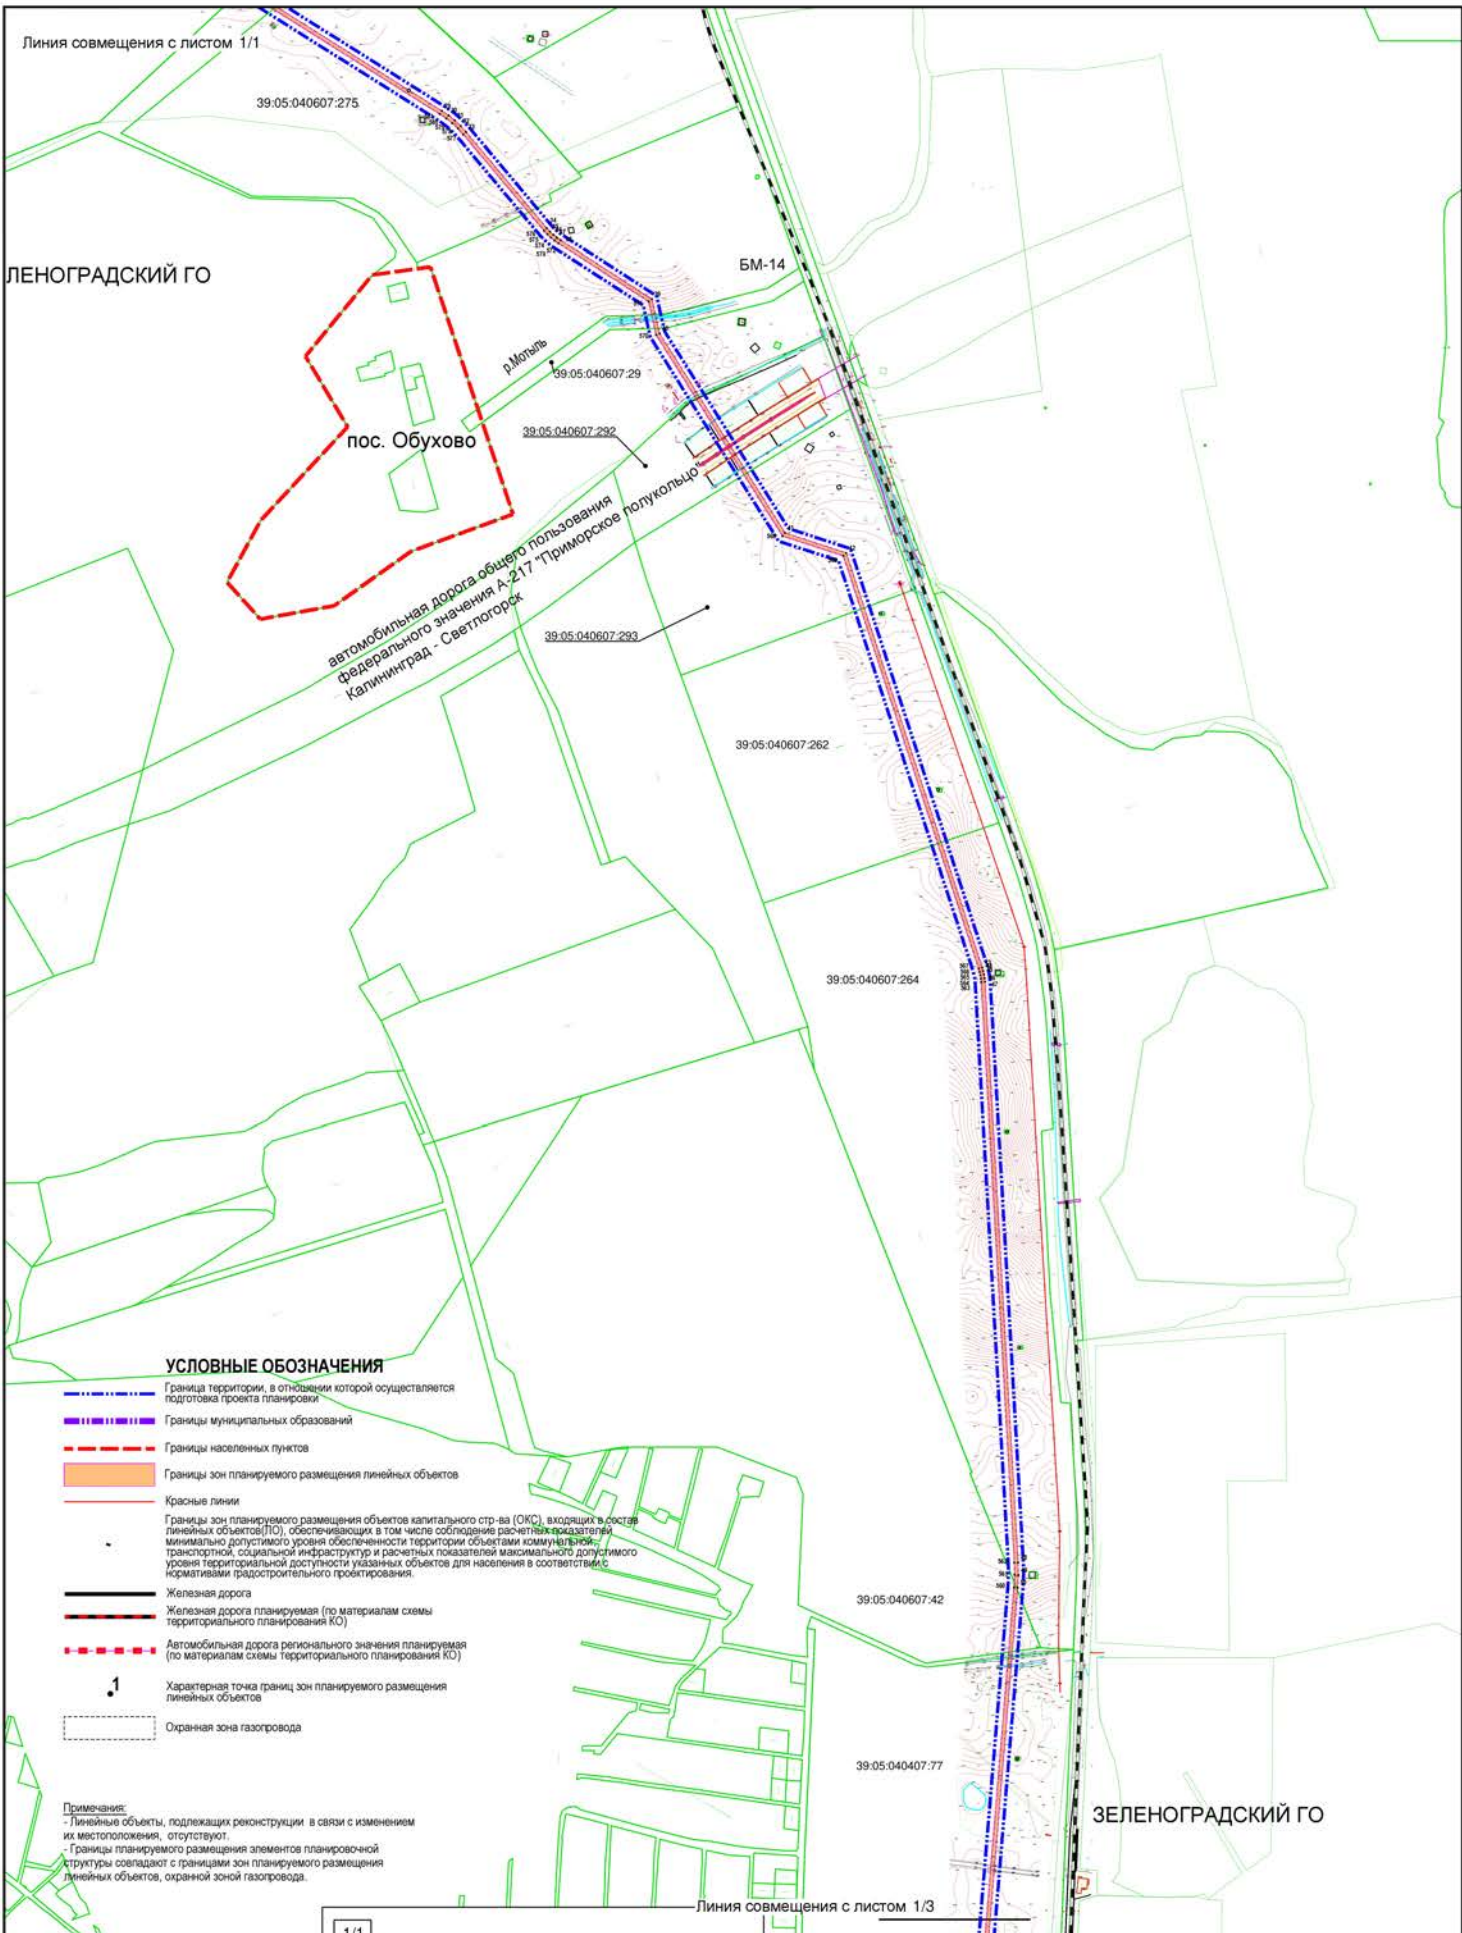 Линия совмещения с листом 1/1
39:05:040607:275
ЛЕНОГРАДСКИЙ ГО
БМ-14
р.Мотыль
39:05:040607:29
39:05:040607:292
пос. Обухово
автомобильная дорога общего пользования
федерального значения А-217 "Приморское полукольцо"
Калининград - Светлогорск
39:05:040607:293
39:05:040607:262
39:05:040607:264
УСЛОВНЫЕ ОБОЗНАЧЕНИЯ
Граница территории, в отношении которой осуществляется
подготовка проекта планировки
Границы муниципальных образований
Границы населенных пунктов
Границы зон планируемого размещения линейных объектов
Красные линии
Границы зон планируемого размещения объектов капитального стр-ва (ОКС), входящих в состав
линейных объектов(ЛО), обеспечивающих в том числе соблюдение расчетных показателей
минимально допустимого уровня обеспеченности территории объектами коммунальной,
транспортной, социальной инфраструктур и расчетных показателей максимального допустимого
уровня территориальной доступности указанных объектов для населения в соответствии с
нормативами градостроительного проектирования.
Железная дорога
Железная дорога планируемая (по материалам схемы
территориального планирования КО)
Автомобильная дорога регионального значения планируемая
(по материалам схемы территориального планирования КО)
1
Характерная точка границ зон планируемого размещения
линейных объектов
Охранная зона газопровода
39:05:040607:42
39:05:040407:77
ЗЕЛЕНОГРАДСКИЙ ГО
Примечания:
- Линейные объекты, подлежащих реконструкции в связи с изменением
их местоположения, отсутствуют.
- Границы планируемого размещения элементов планировочной
структуры совпадают с границами зон планируемого размещения
линейных объектов, охранной зоной газопровода.
Линия совмещения с листом 1/3
1/1